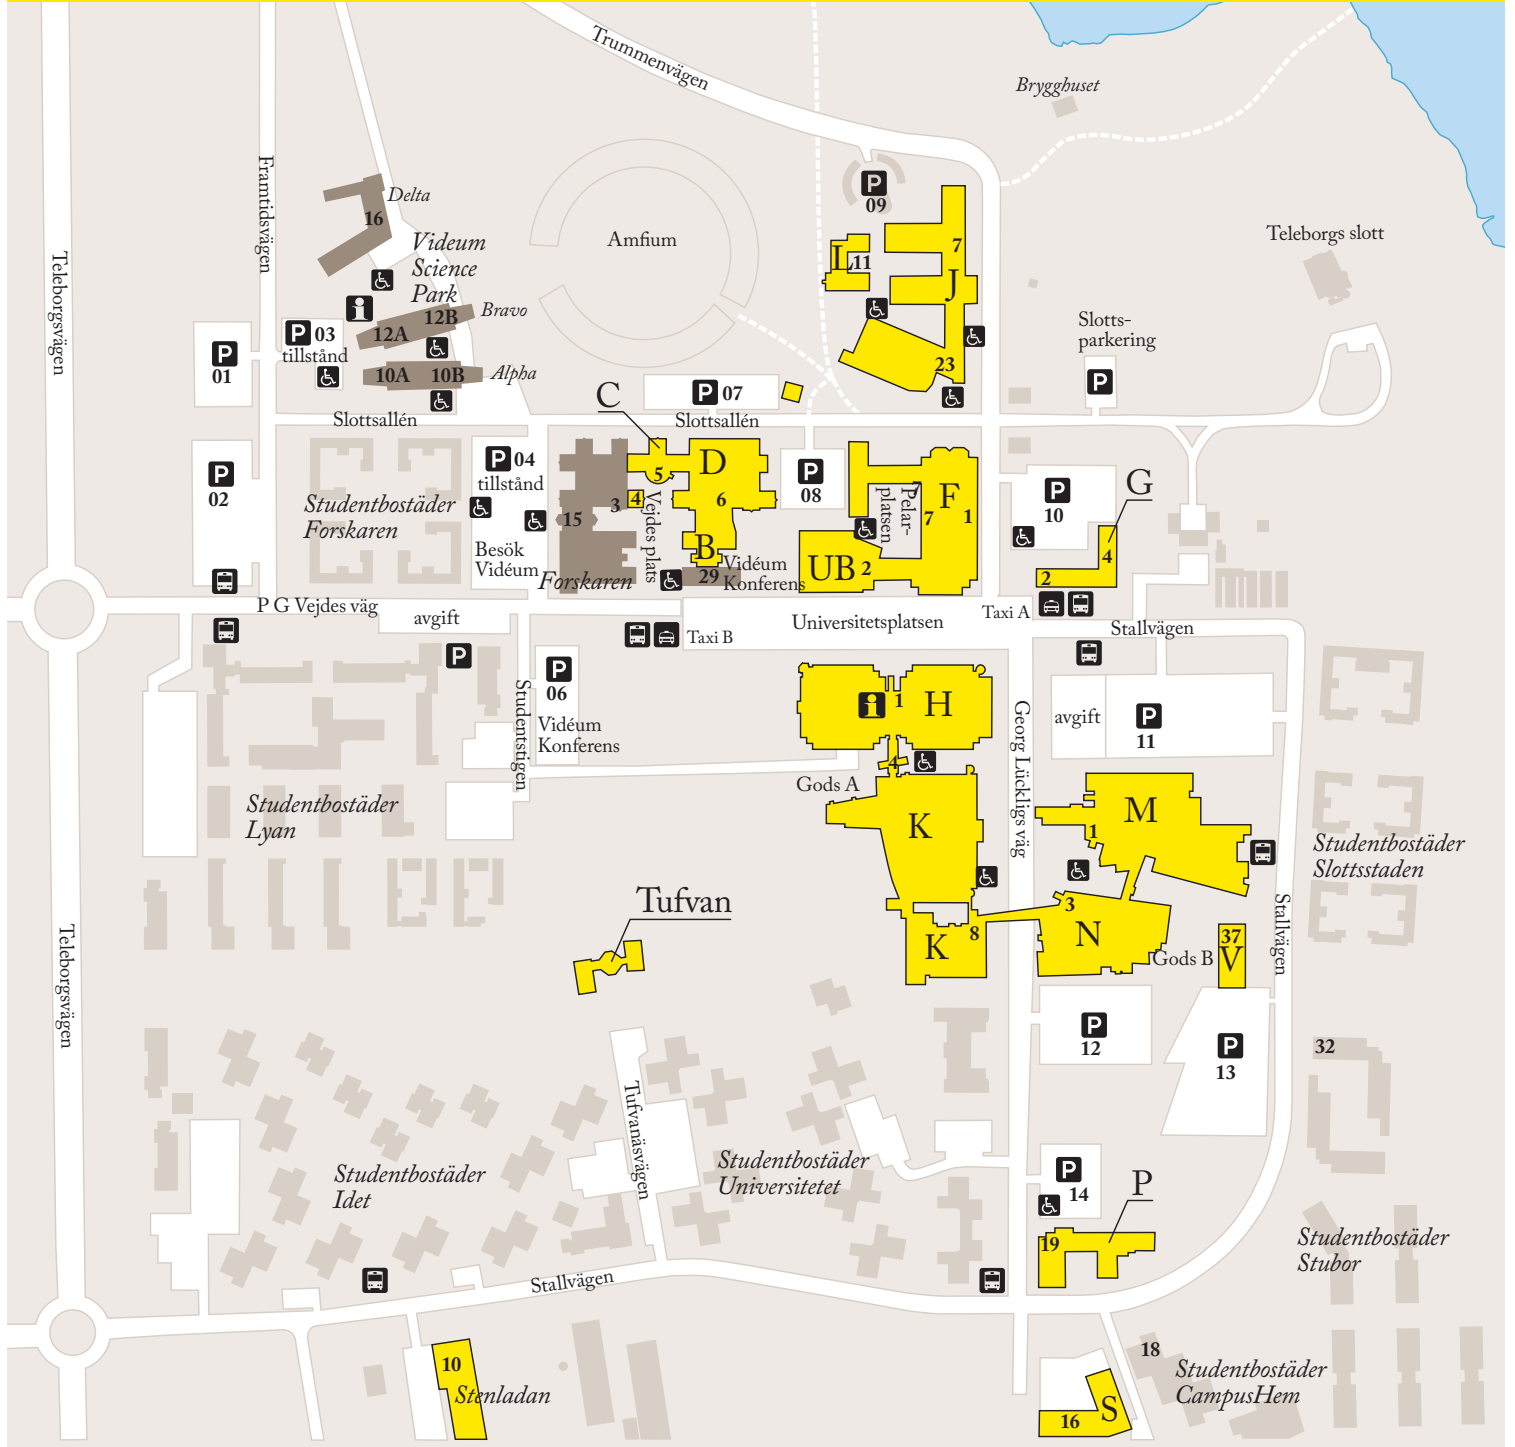 Trummenvägen
Brygghuset
Framtidsvägen
Teleborgsvägen
Delta
16
Videum
Science
Park
Amfium
P
09
7
L
11
J
Teleborgs slott
Bravo
12B
12A
P 03
tillstånd
P
01
10A
10B
Alpha
23
Slotts-
parkering
P
C
P 07
Slottsallén
Slottsallén
P
02
P 04
tillstånd
Studentbostäder
Forskaren
Besök
Vidéum
15
3
Forskaren
5
4
Vejdes plats
D
6
B
29
Vidéum
Konferens
P
08
7
Pelar-
platsen
7
F
1
UB
2
P
10
G
4
2
P G Vejdes väg
avgift
P
Taxi B
Universitetsplatsen
Taxi A
Stallvägen
Studentstigen
P
06
Vidéum
Konferens
1
H
4
Gods A
Georg Lückligs väg
avgift
P
11
Studentbostäder
Lyan
K
M
1
Studentbostäder
Slottsstaden
Tufvan
3
8
K
N
Gods B
37
V
Stallvägen
Teleborgsvägen
P
12
P
13
32
Tufvanäsvägen
Studentbostäder
Idet
Studentbostäder
Universitetet
P
14
P
19
Studentbostäder
Stubor
Stallvägen
10
Stenladan
18
Studentbostäder
CampusHem
16
S